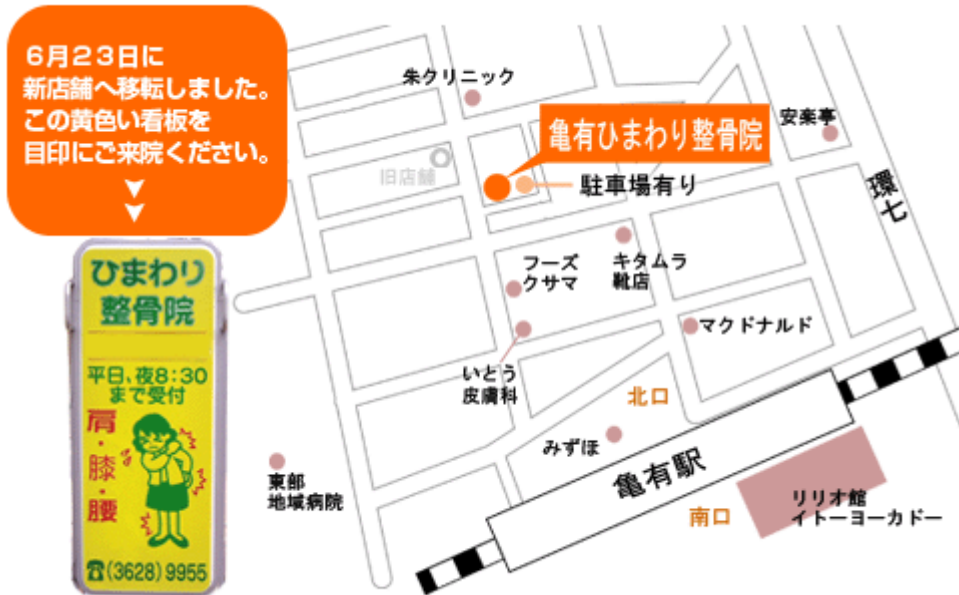 6月23日に
新店舗へ移転しました。
この黄色い看板を
目印にご来院ください。
ひまわり
整骨院
平日、夜8:30
まで受付
肩・膝・腰
☎(3628)9955
朱クリニック
亀有ひまわり整骨院
安楽亭
旧店舗
駐車場有り
環七
フーズ
クサマ
キタムラ
靴店
マクドナルド
いとう
皮膚科
北口
みずほ
亀有駅
東部
地域病院
南口
リリオ館
イトーヨーカドー